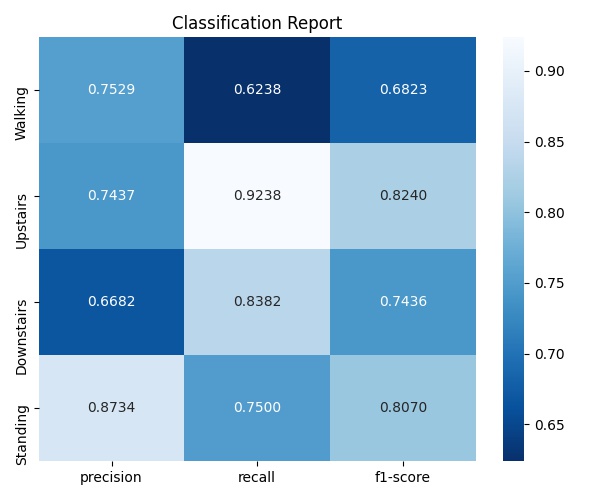 Classification Report
Walking 0.7529 0.6238 0.6823
Upstairs 0.7437 0.9238 0.8240
Downstairs 0.6682 0.8382 0.7436
Standing 0.8734 0.7500 0.8070
precision recall f1-score
0.90
0.85
0.80
0.75
0.70
0.65